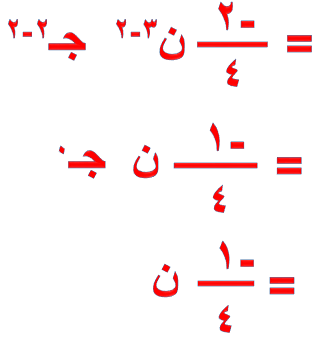 = -٢/٤ ن^٣-٢ جـ^٢-٢
= -١/٤ ن جـ^٠
= -١/٤ ن